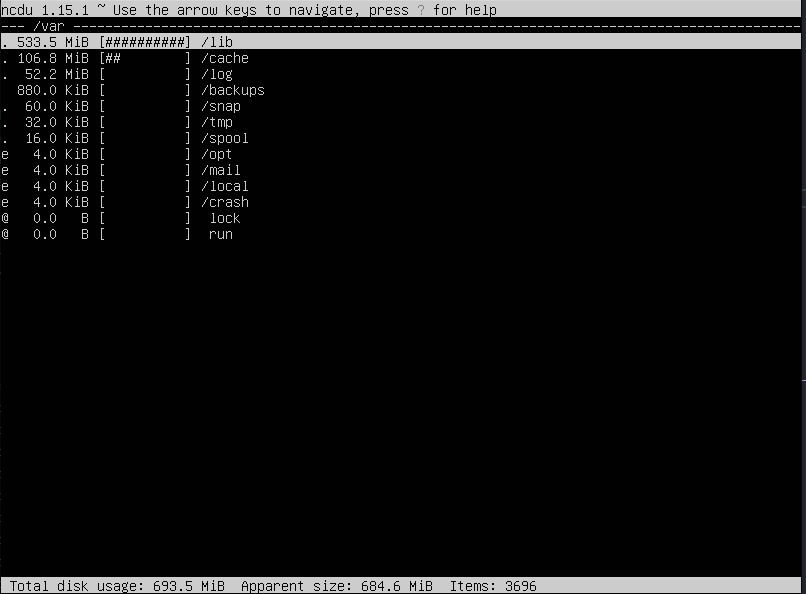 ncdu 1.15.1 ~ Use the arrow keys to navigate, press ? for help
--- /var ----------------------------------------------------------------------------------------
. 533.5 MiB [##########] /lib
. 106.8 MiB [##        ] /cache
.  52.2 MiB [          ] /log
  880.0 KiB [          ] /backups
.  60.0 KiB [          ] /snap
.  32.0 KiB [          ] /tmp
.  16.0 KiB [          ] /spool
e   4.0 KiB [          ] /opt
e   4.0 KiB [          ] /mail
e   4.0 KiB [          ] /local
e   4.0 KiB [          ] /crash
@   0.0   B [          ]  lock
@   0.0   B [          ]  run
Total disk usage: 693.5 MiB  Apparent size: 684.6 MiB  Items: 3696